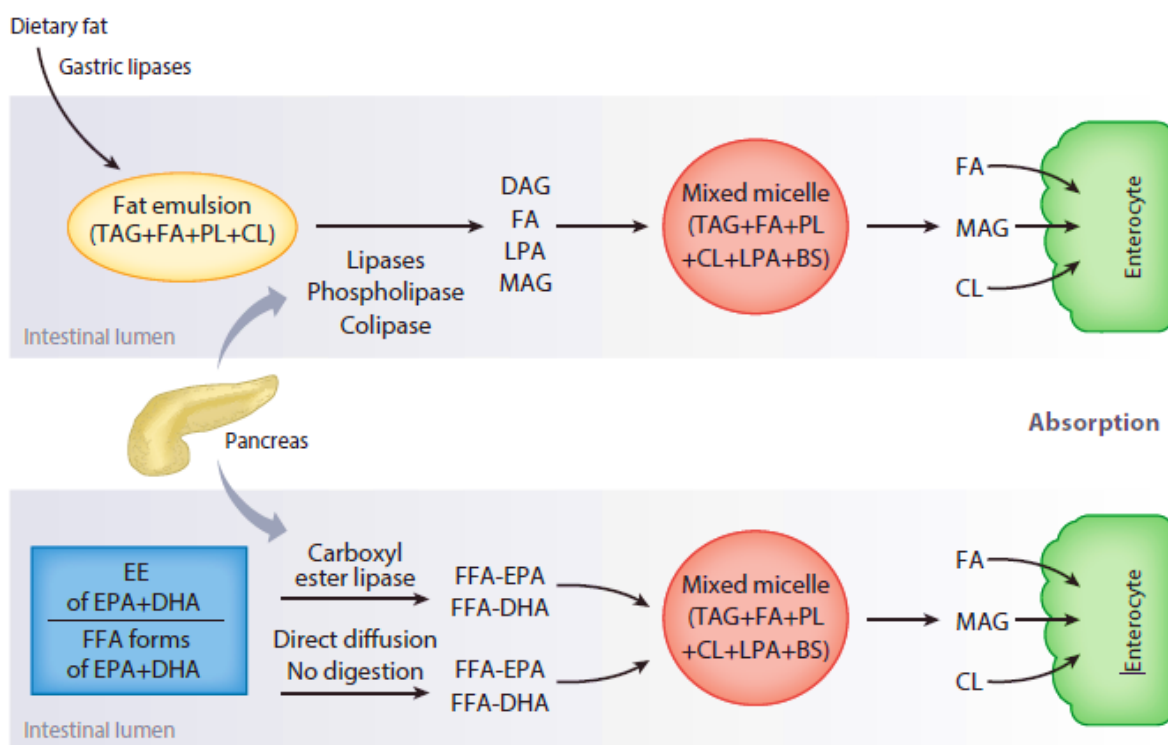 Dietary fat
Gastric lipases
Fat emulsion
(TAG+FA+PL+CL)
Lipases
Phospholipase
Colipase
DAG
FA
LPA
MAG
Mixed micelle
(TAG+FA+PL
+CL+LPA+BS)
FA
MAG
CL
Enterocyte
Intestinal lumen
Pancreas
Absorption
EE
of EPA+DHA
FFA forms
of EPA+DHA
Carboxyl
ester lipase
Direct diffusion
No digestion
FFA-EPA
FFA-DHA
FFA-EPA
FFA-DHA
Mixed micelle
(TAG+FA+PL
+CL+LPA+BS)
FA
MAG
CL
|Enterocyte
Intestinal lumen